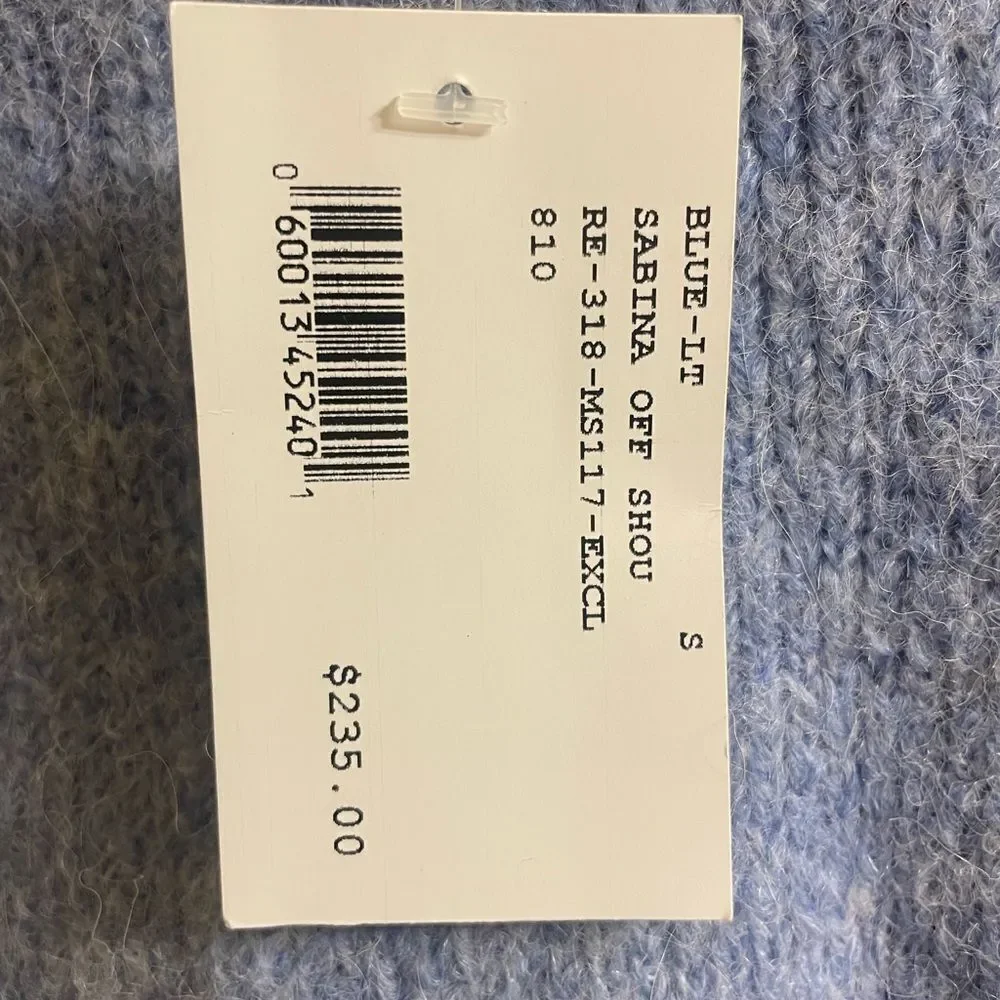 BLUE-LT S
SABINA OFF SHOU
RE-318-MS117-EXCL
810
0 60013 45240 1
$235.00